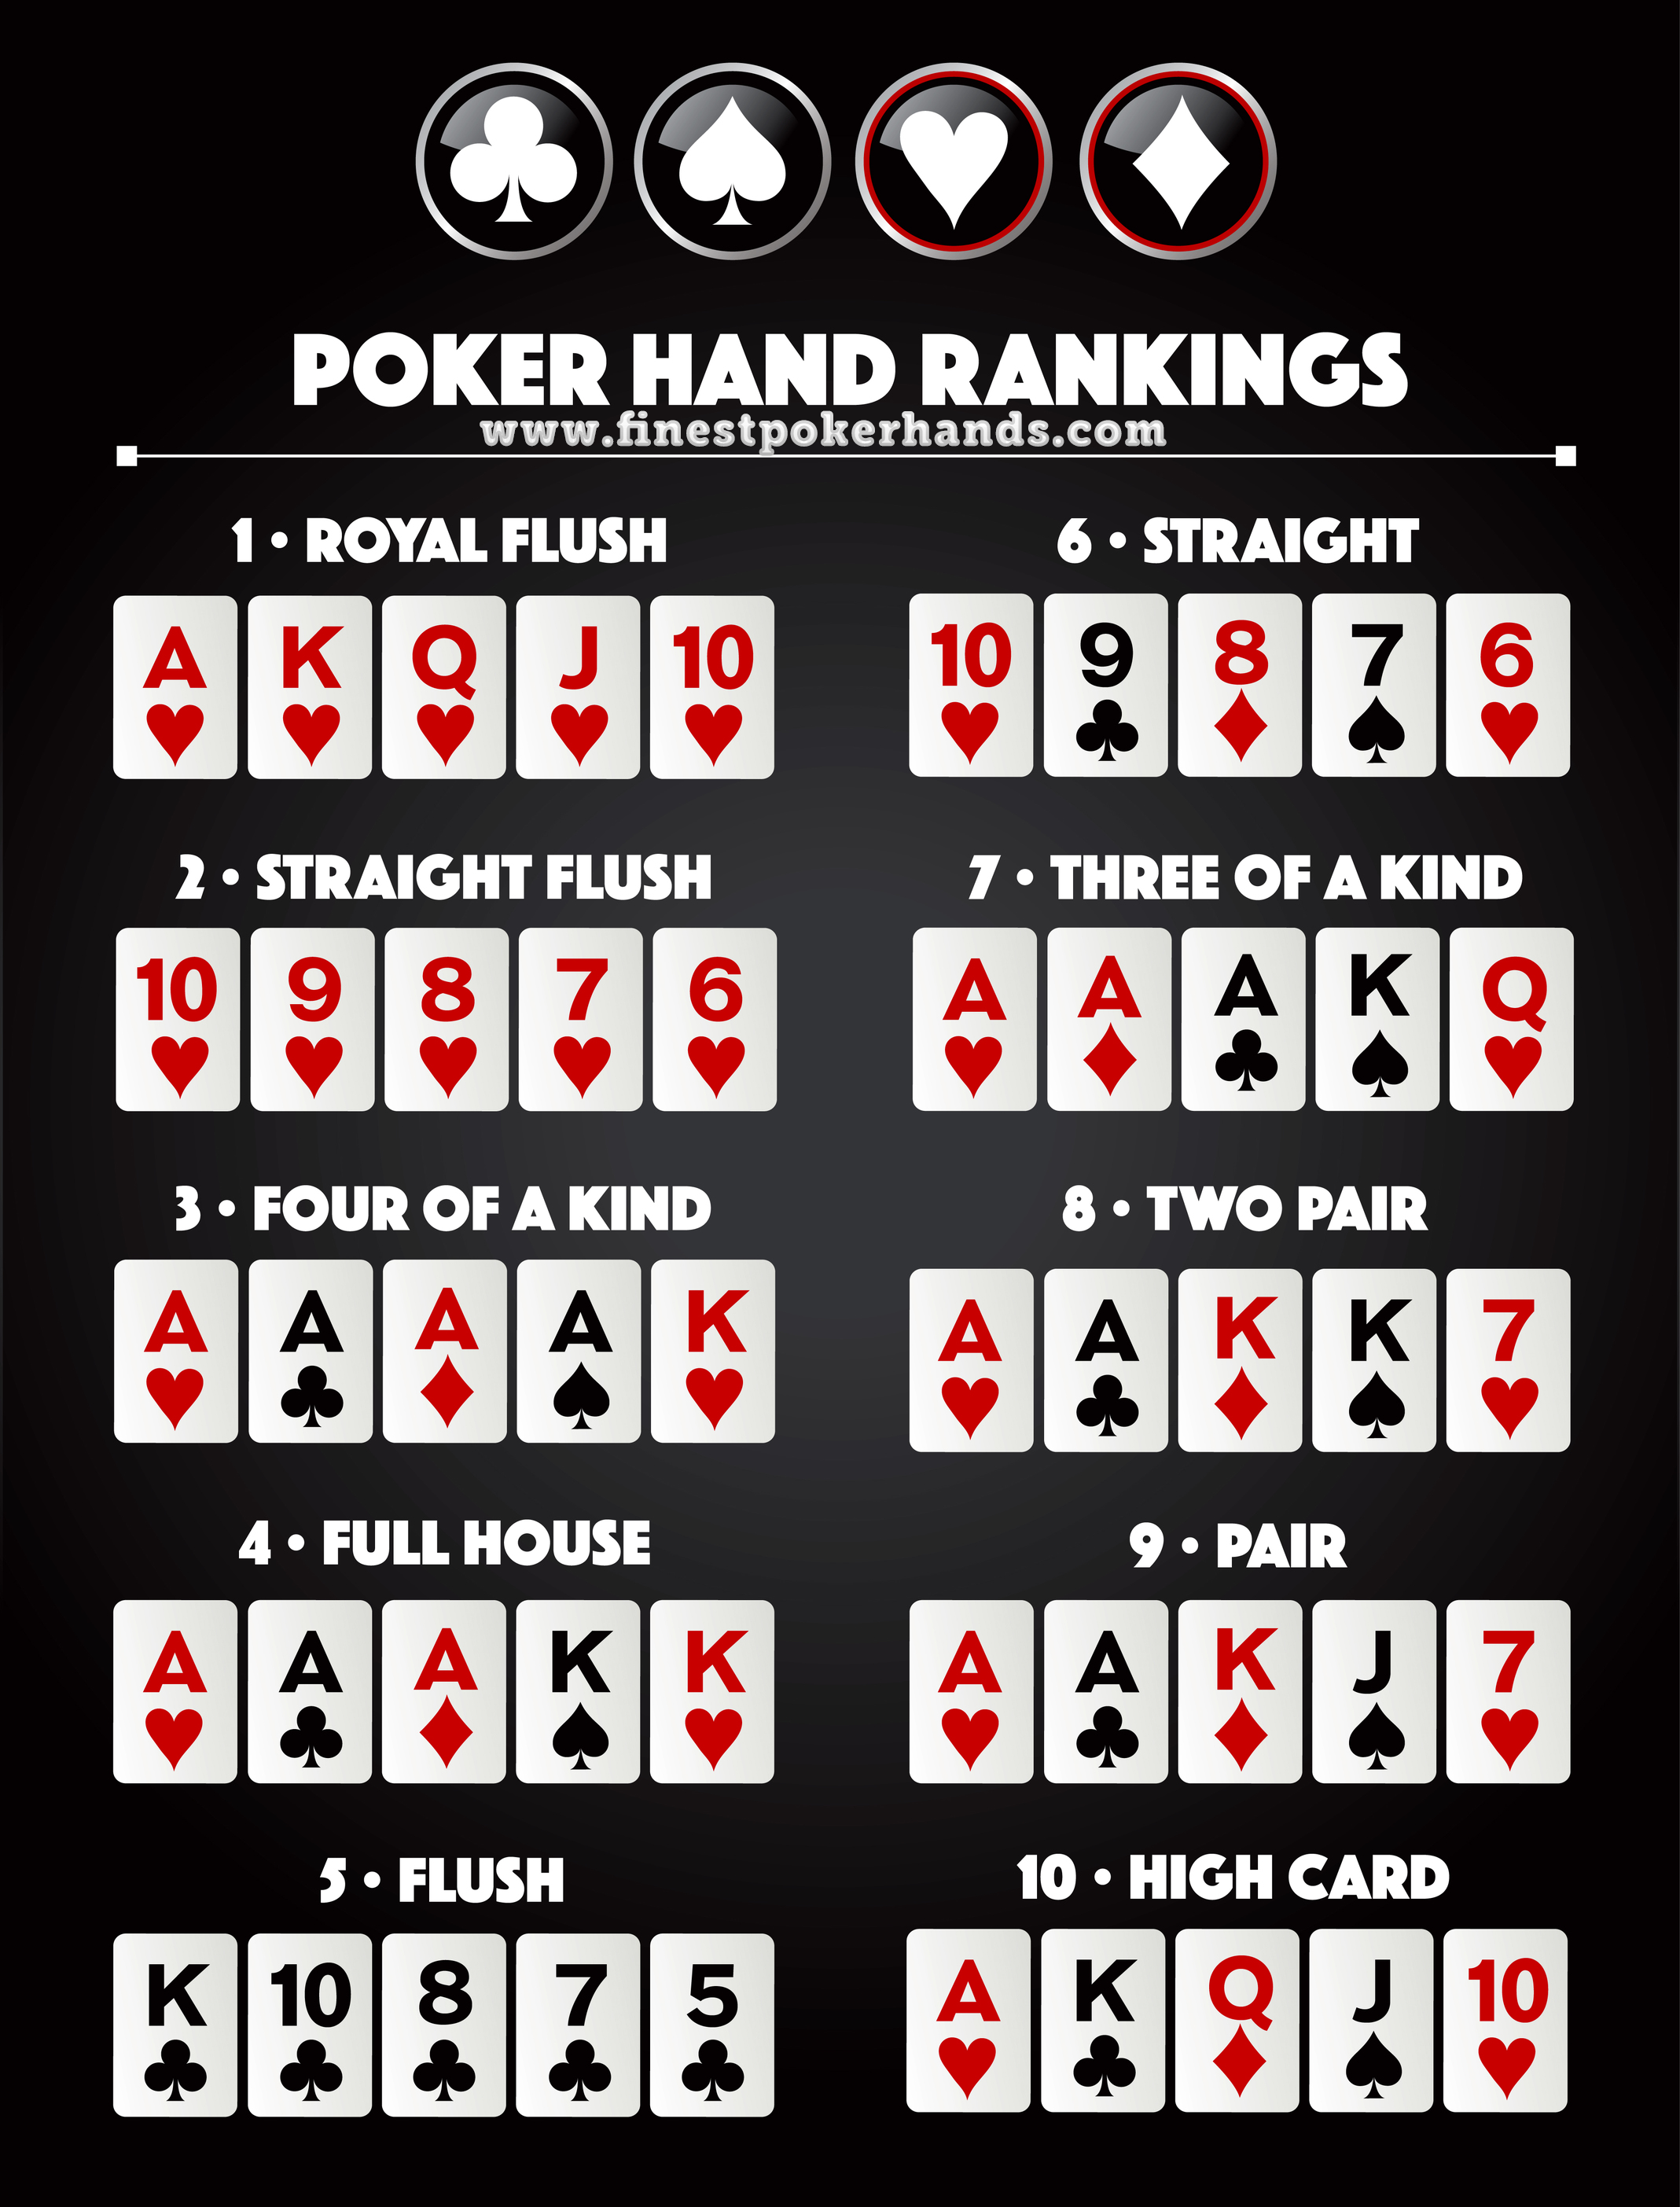 POKER HAND RANKINGS
www.finestpokerhands.com
1 • ROYAL FLUSH
A K Q J 10
2 • STRAIGHT FLUSH
10 9 8 7 6
3 • FOUR OF A KIND
A A A A K
4 • FULL HOUSE
A A A K K
5 • FLUSH
K 10 8 7 5
6 • STRAIGHT
10 9 8 7 6
7 • THREE OF A KIND
A A A K Q
8 • TWO PAIR
A A K K 7
9 • PAIR
A A K J 7
10 • HIGH CARD
A K Q J 10